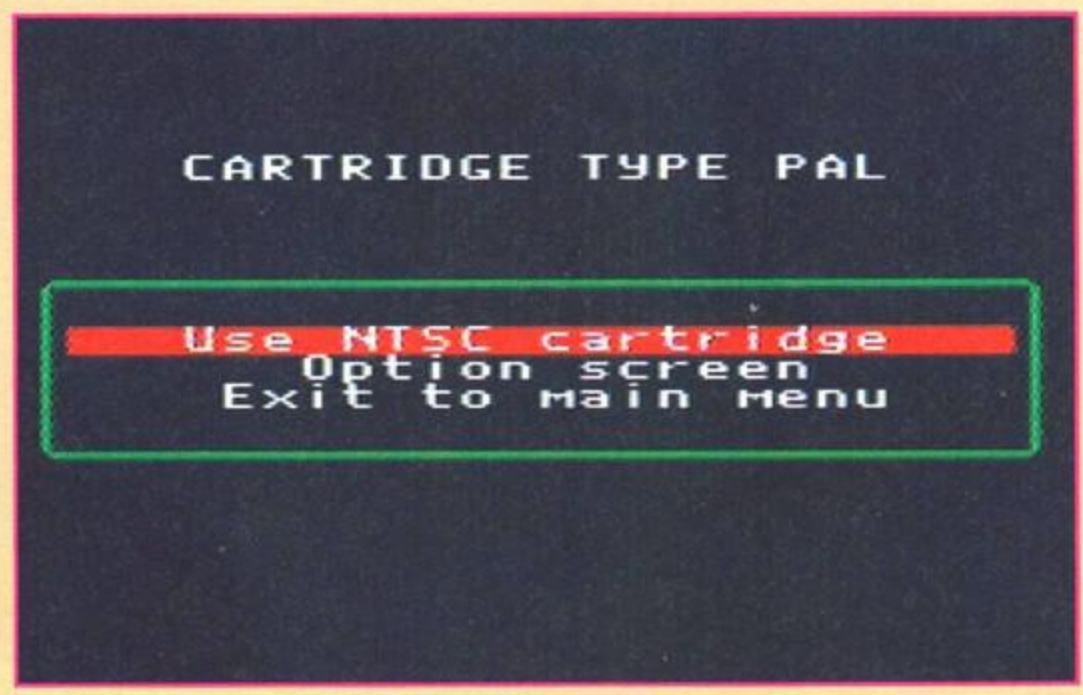 CARTRIDGE TYPE PAL
Use NTSC cartridge
Option screen
Exit to main menu